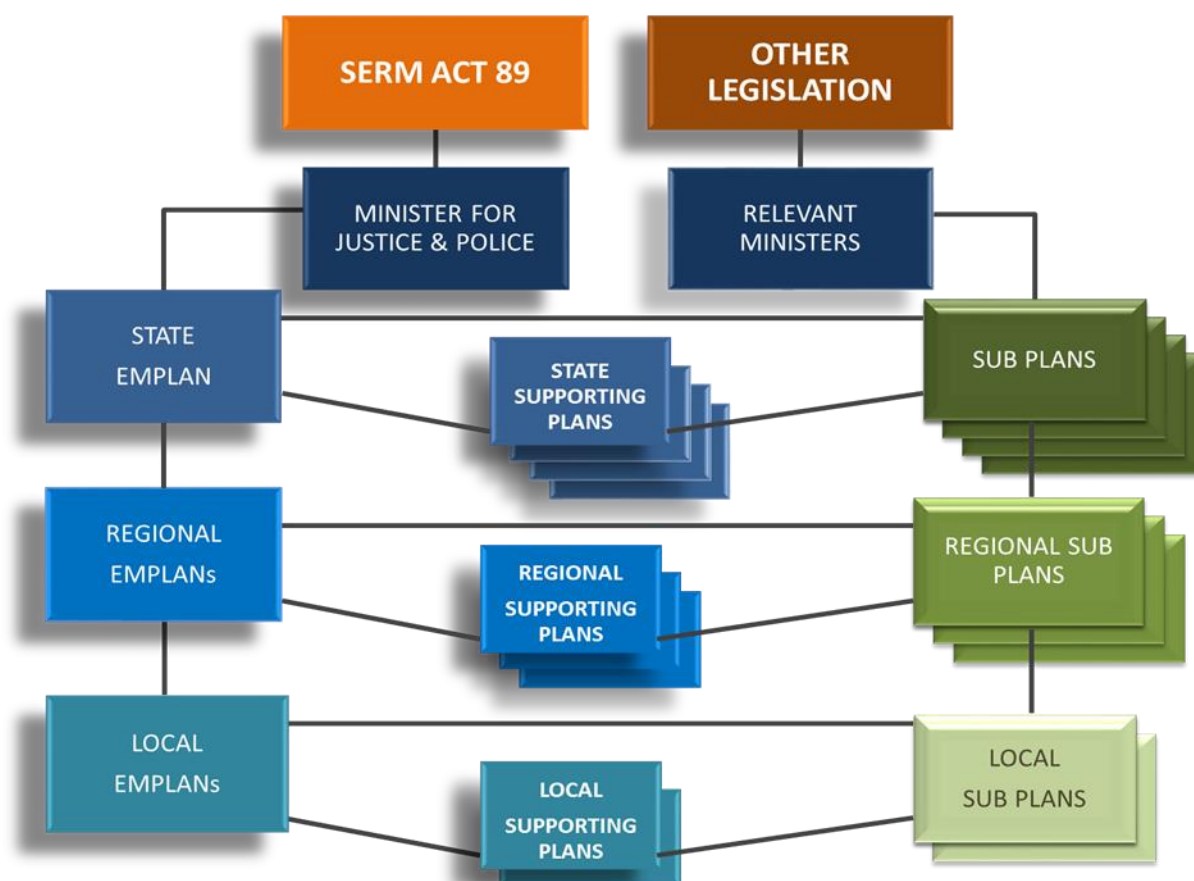 SERM ACT 89
OTHER
LEGISLATION
MINISTER FOR
JUSTICE & POLICE
RELEVANT
MINISTERS
STATE
EMPLAN
STATE
SUPPORTING
PLANS
SUB PLANS
REGIONAL
EMPLANs
REGIONAL
SUPPORTING
PLANS
REGIONAL SUB
PLANS
LOCAL
EMPLANs
LOCAL
SUPPORTING
PLANS
LOCAL
SUB PLANS